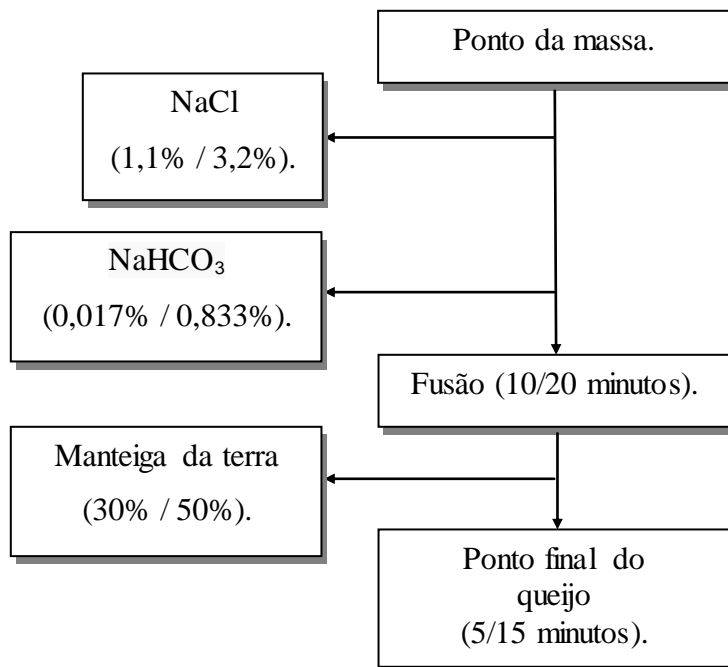 Ponto da massa.
NaCl
(1,1% / 3,2%).
NaHCO₃
(0,017% / 0,833%).
Fusão (10/20 minutos).
Manteiga da terra
(30% / 50%).
Ponto final do
queijo
(5/15 minutos).